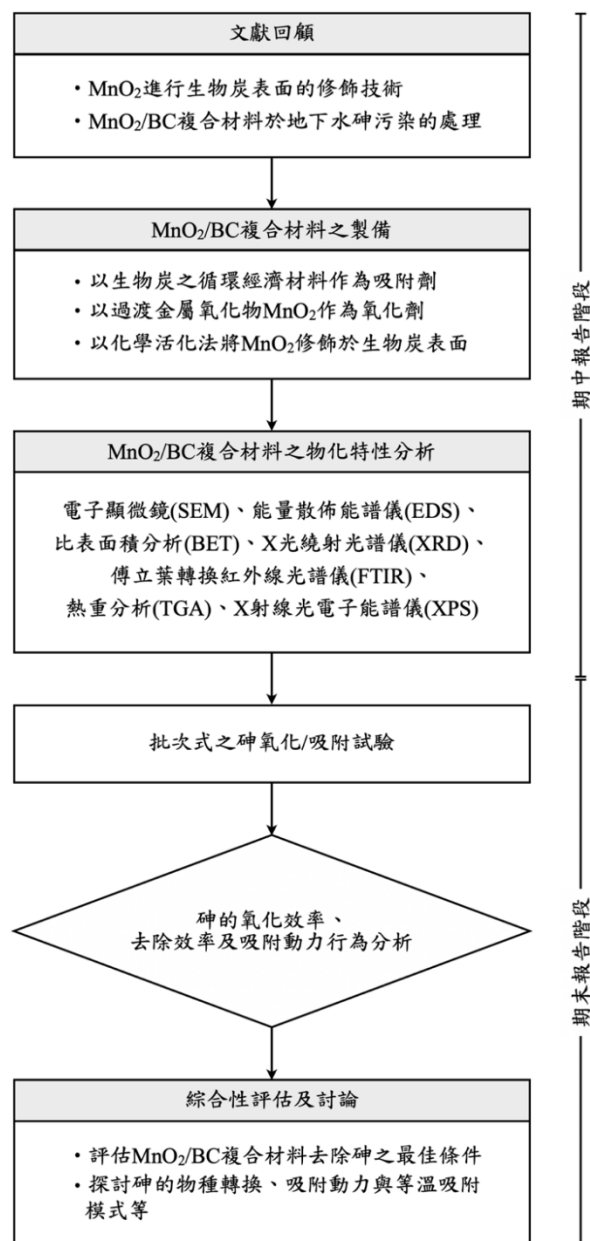 文獻回顧
・MnO₂進行生物炭表面的修飾技術
・MnO₂/BC複合材料於地下水砷污染的處理
MnO₂/BC複合材料之製備
・以生物炭之循環經濟材料作為吸附劑
・以過渡金屬氧化物MnO₂作為氧化劑
・以化學活化法將MnO₂修飾於生物炭表面
MnO₂/BC複合材料之物化特性分析
電子顯微鏡(SEM)、能量散佈能譜儀(EDS)、
比表面積分析(BET)、X光繞射光譜儀(XRD)、
傅立葉轉換紅外線光譜儀(FTIR)、
熱重分析(TGA)、X射線光電子能譜儀(XPS)
期中報告階段
批次式之砷氧化/吸附試驗
砷的氧化效率、
去除效率及吸附動力行為分析
綜合性評估及討論
・評估MnO₂/BC複合材料去除砷之最佳條件
・探討砷的物種轉換、吸附動力與等溫吸附
模式等
期末報告階段